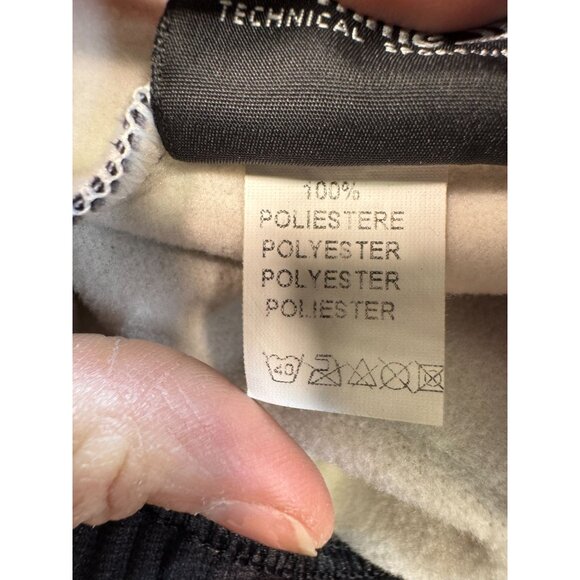 TECHNICAL
100%
POLIESTERE
POLYESTER
POLYESTER
POLIESTER
40